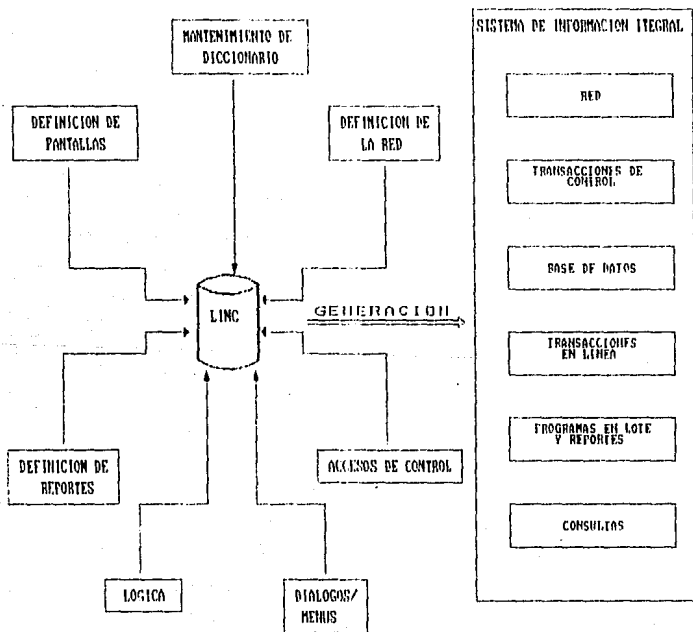 MANTENIMIENTO DE
DICCIONARIO
DEFINICION DE
PANTALLAS
DEFINICION DE
LA RED
LINC
GENERACION
DEFINICION DE
REPORTES
ACCESOS DE CONTROL
LOGICA
DIALOGOS/
MENUS
SISTEMA DE INFORMACION ITEGRAL
RED
TRANSACCIONES DE
CONTROL
BASE DE DATOS
TRANSACCIONES
EN LINEA
PROGRAMAS EN LOTE
Y REPORTES
CONSULTAS